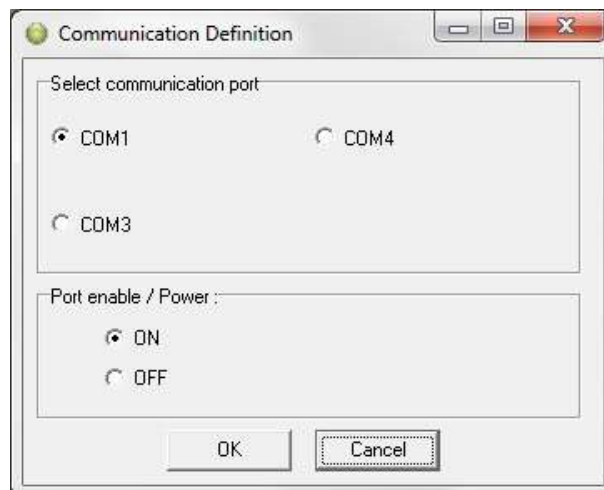 Communication Definition
Select communication port
COM1 COM4
COM3
Port enable / Power :
ON
OFF
OK Cancel